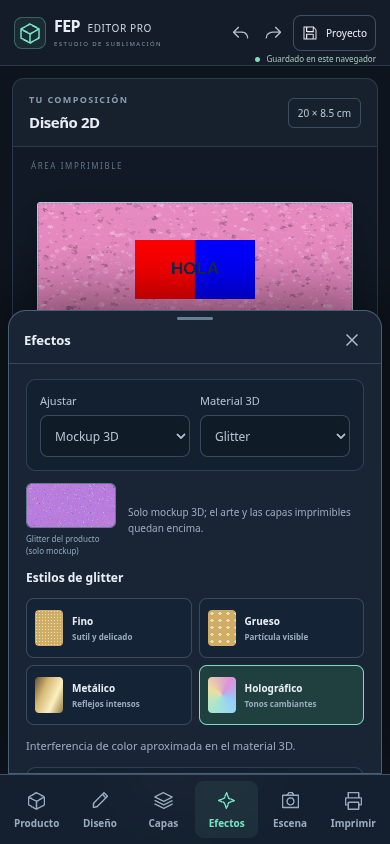 FEP EDITOR PRO
ESTUDIO DE SUBLIMACIÓN
Proyecto
Guardado en este navegador
TU COMPOSICIÓN
Diseño 2D
20 × 8.5 cm
ÁREA IMPRIMIBLE
HOLA
Efectos
Ajustar
Material 3D
Mockup 3D
Glitter
Solo mockup 3D; el arte y las capas imprimibles
quedan encima.
Glitter del producto
(solo mockup)
Estilos de glitter
Fino
Sutil y delicado
Grueso
Partícula visible
Metálico
Reflejos intensos
Holográfico
Tonos cambiantes
Interferencia de color aproximada en el material 3D.
Producto
Diseño
Capas
Efectos
Escena
Imprimir